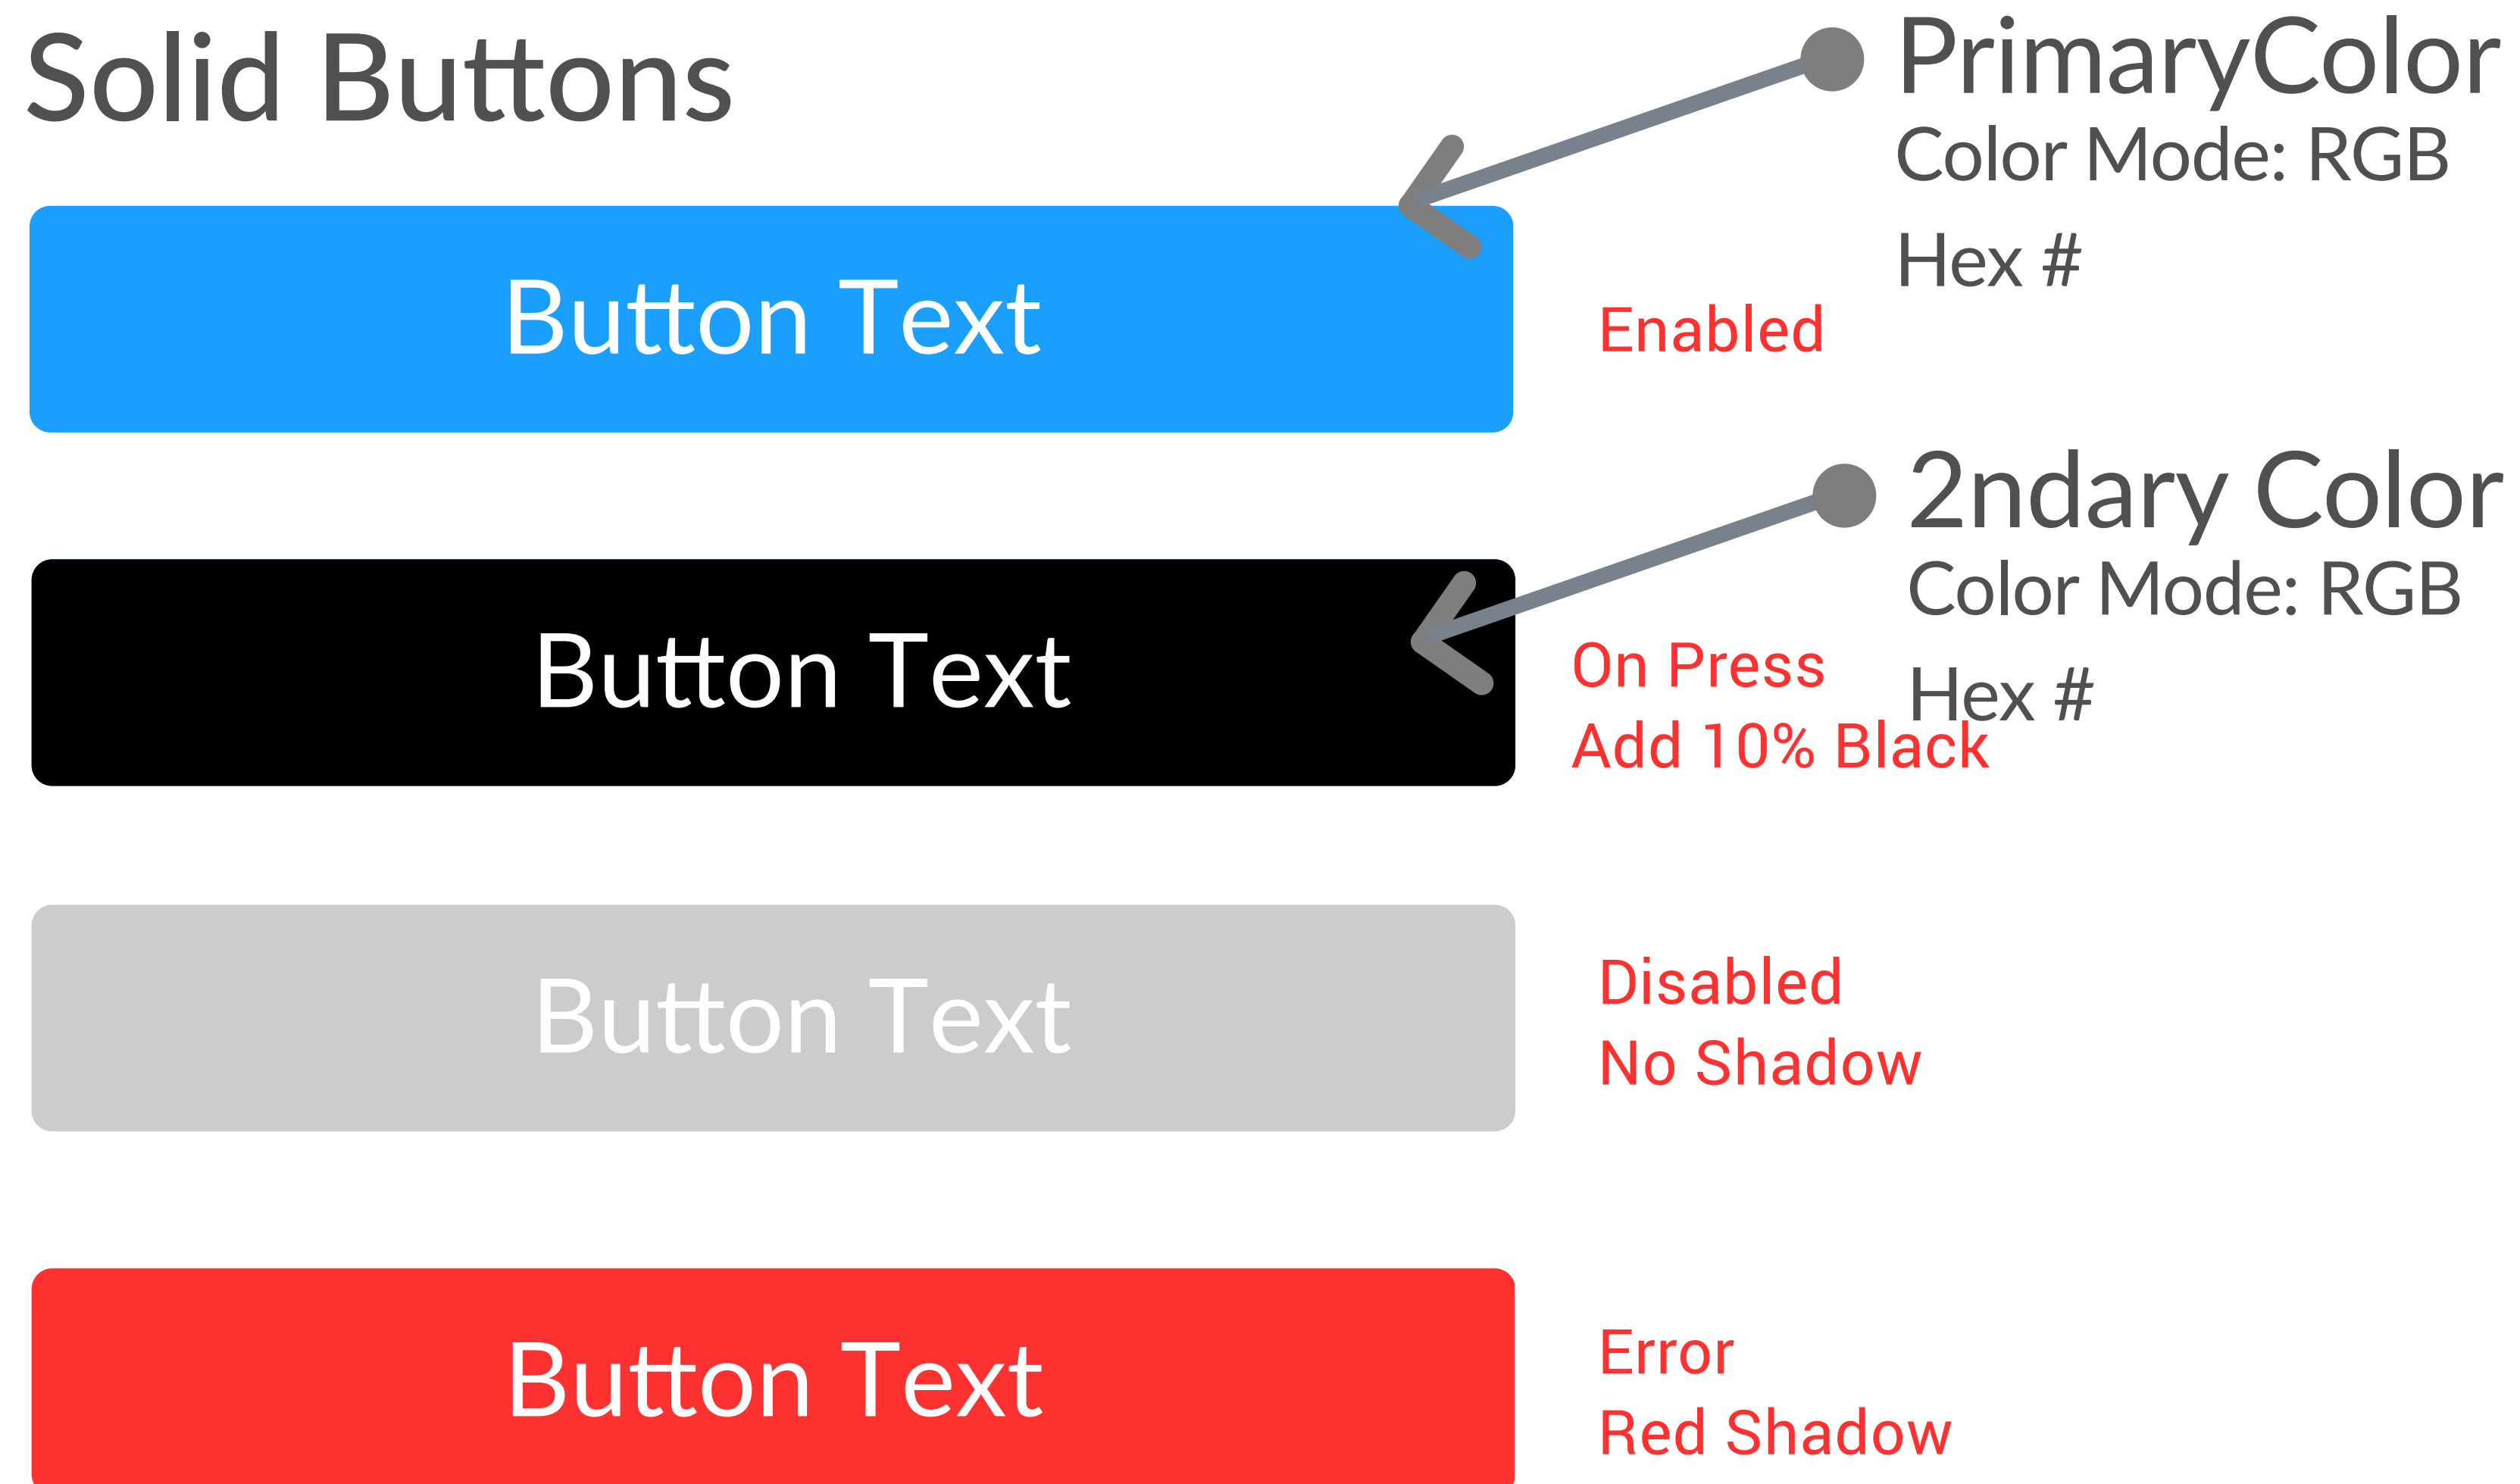 Solid Buttons
PrimaryColor
Color Mode: RGB
Hex #
Button Text
Enabled
2ndary Color
Color Mode: RGB
Hex #
Button Text
On Press
Add 10% Black
Button Text
Disabled
No Shadow
Button Text
Error
Red Shadow